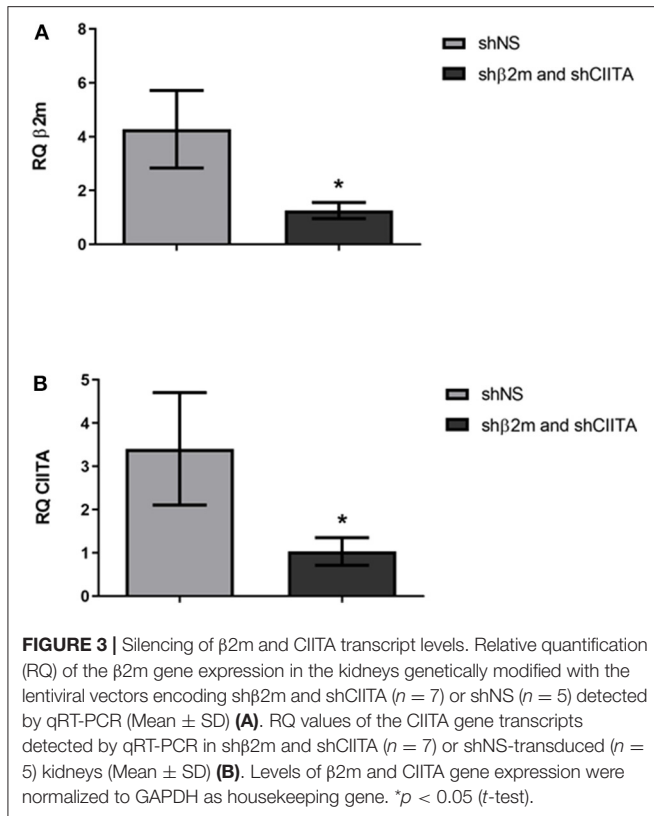 A
8
6
4
2
0
RQ β2m
*
shNS
shβ2m and shCIITA
B
5
4
3
2
1
0
RQ CIITA
*
shNS
shβ2m and shCIITA
FIGURE 3 | Silencing of β2m and CIITA transcript levels. Relative quantification
(RQ) of the β2m gene expression in the kidneys genetically modified with the
lentiviral vectors encoding shβ2m and shCIITA (n = 7) or shNS (n = 5) detected
by qRT-PCR (Mean ± SD) (A). RQ values of the CIITA gene transcripts
detected by qRT-PCR in shβ2m and shCIITA (n = 7) or shNS-transduced (n =
5) kidneys (Mean ± SD) (B). Levels of β2m and CIITA gene expression were
normalized to GAPDH as housekeeping gene. *p < 0.05 (t-test).